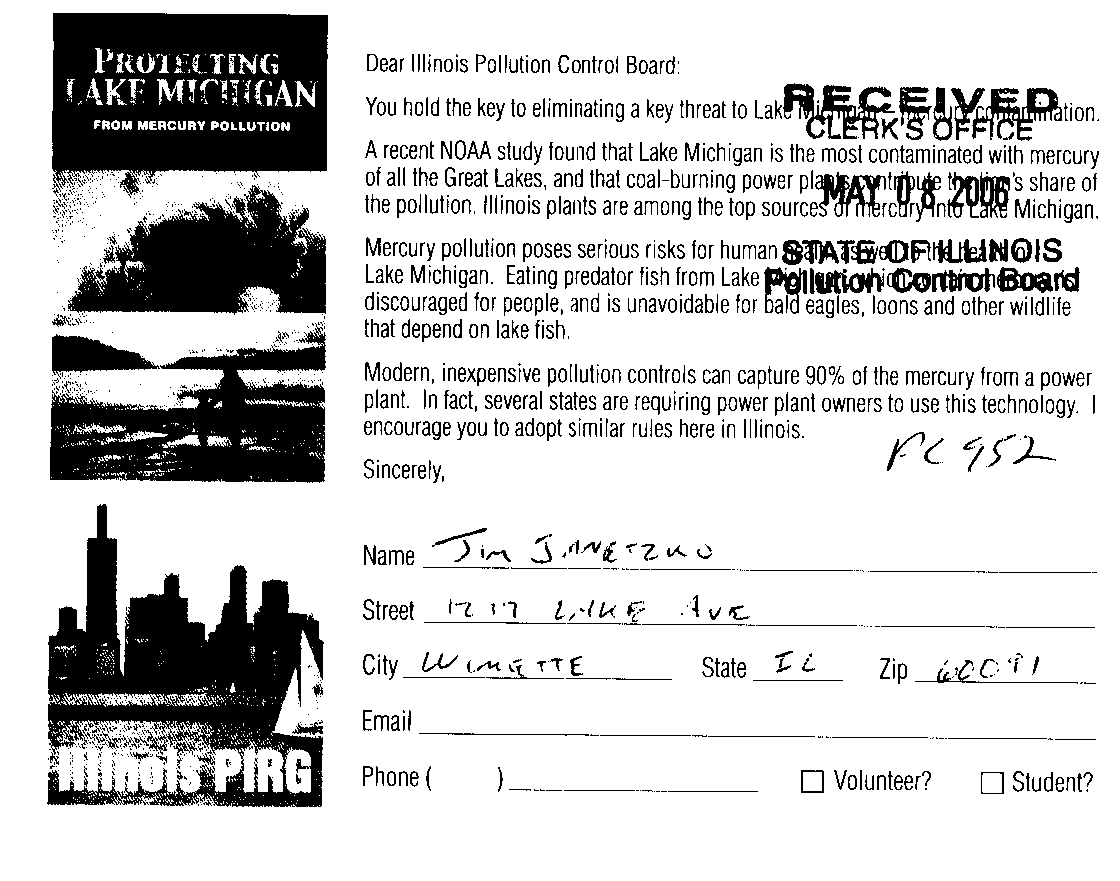 PROTECTING
LAKE MICHIGAN
FROM MERCURY POLLUTION
Illinois PIRG
Dear Illinois Pollution Control Board:
You hold the key to eliminating a key threat to Lake Michigan – mercury contamination.
A recent NOAA study found that Lake Michigan is the most contaminated with mercury
of all the Great Lakes, and that coal-burning power plants contribute the lion's share of
the pollution. Illinois plants are among the top sources of mercury into Lake Michigan.
Mercury pollution poses serious risks for human as well
Lake Michigan. Eating predator fish from Lake
discouraged for people, and is unavoidable for bald eagles, loons and other wildlife
that depend on lake fish.
Modern, inexpensive pollution controls can capture 90% of the mercury from a power
plant. In fact, several states are requiring power plant owners to use this technology. I
encourage you to adopt similar rules here in Illinois.
Sincerely,
RECEIVED
CLERK'S OFFICE
MAY 08 2006
STATE OF ILLINOIS
Pollution Control Board
PC 952
Name JIM JANETZKO
Street LAKE AVE
City State IL Zip 60091
Email
Phone ( )
Volunteer? Student?